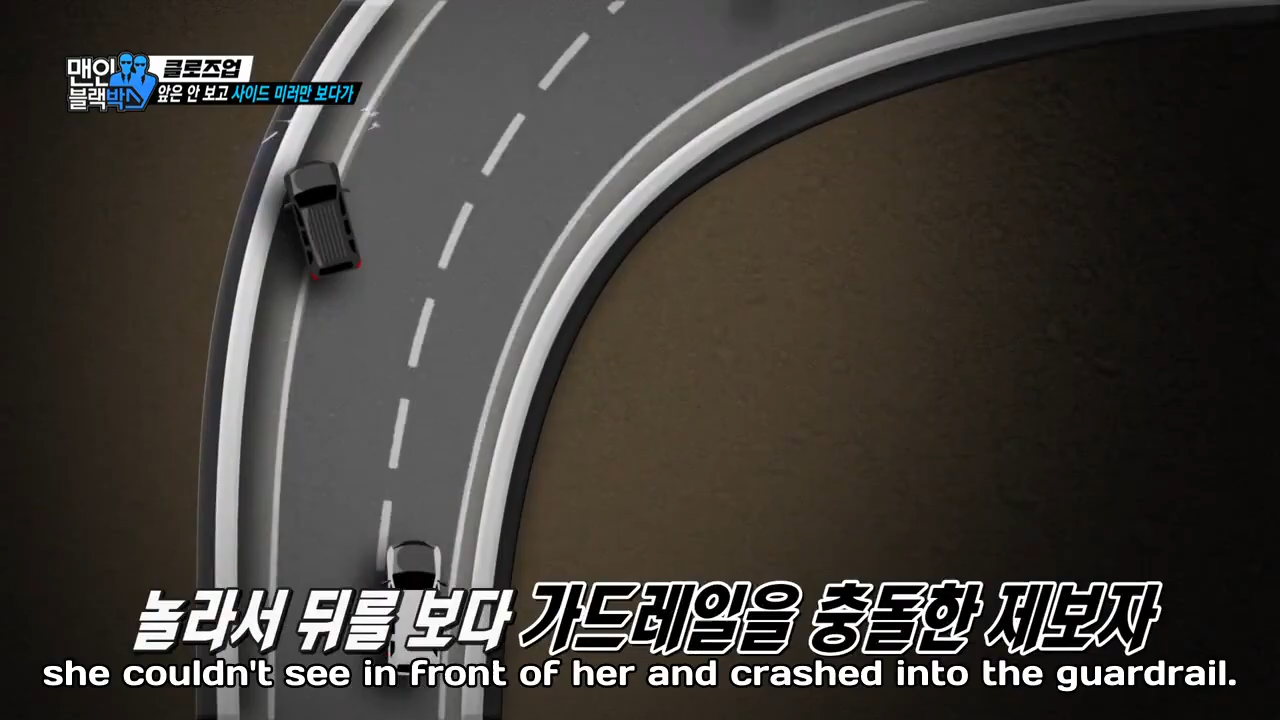 맨인
블랙박스
클로즈업
앞은 안 보고 사이드 미러만 보다가
놀라서 뒤를 보다 가드레일을 충돌한 제보자
she couldn't see in front of her and crashed into the guardrail.